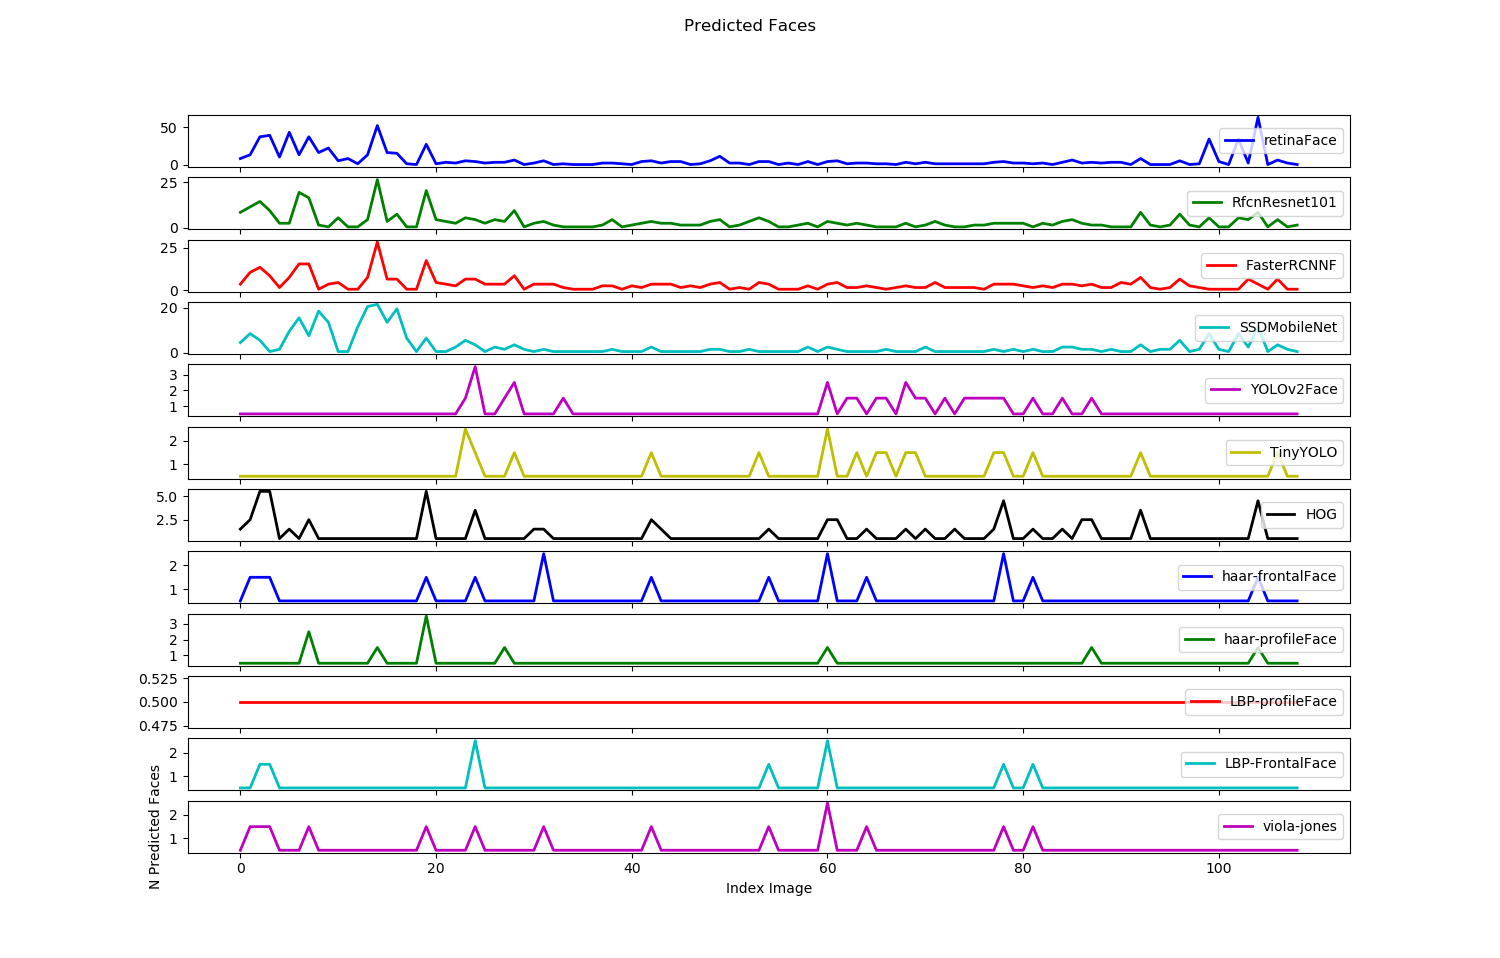 Predicted Faces
50
0
retinaFace
25
0
RfcnResnet101
25
0
FasterRCNNF
20
0
SSDMobileNet
3
2
1
YOLOv2Face
2
1
TinyYOLO
5.0
2.5
HOG
2
1
haar-frontalFace
3
2
1
haar-profileFace
0.525
0.500
0.475
LBP-profileFace
2
1
LBP-FrontalFace
2
1
viola-jones
N Predicted Faces
0 20 40 60 80 100
Index Image